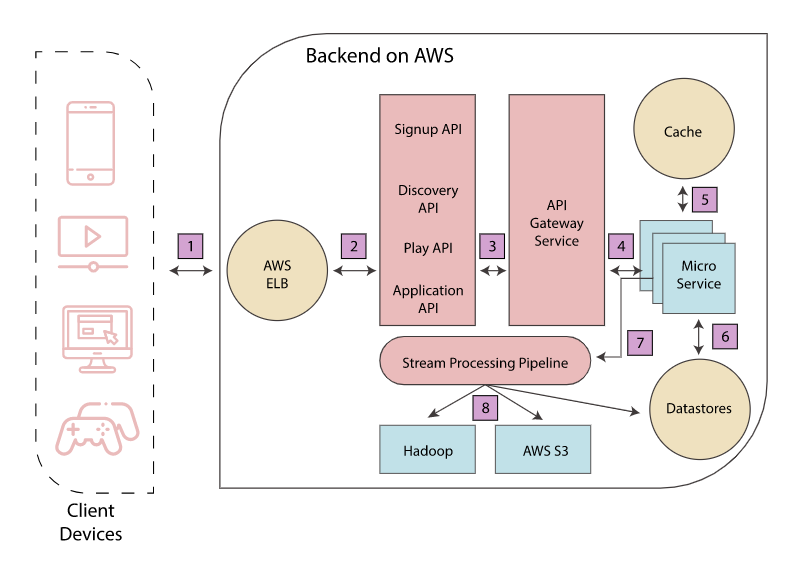 Backend on AWS
Client
Devices
1
AWS
ELB
2
Signup API
Discovery
API
Play API
Application
API
3
API
Gateway
Service
4
Cache
5
Micro
Service
6
7
Stream Processing Pipeline
8
Hadoop
AWS S3
Datastores